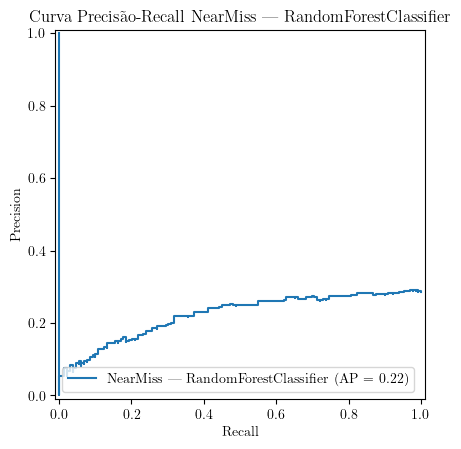 Curva Precisão-Recall NearMiss — RandomForestClassifier
1.0
0.8
0.6
0.4
0.2
0.0
Precision
NearMiss — RandomForestClassifier (AP = 0.22)
0.0 0.2 0.4 0.6 0.8 1.0
Recall